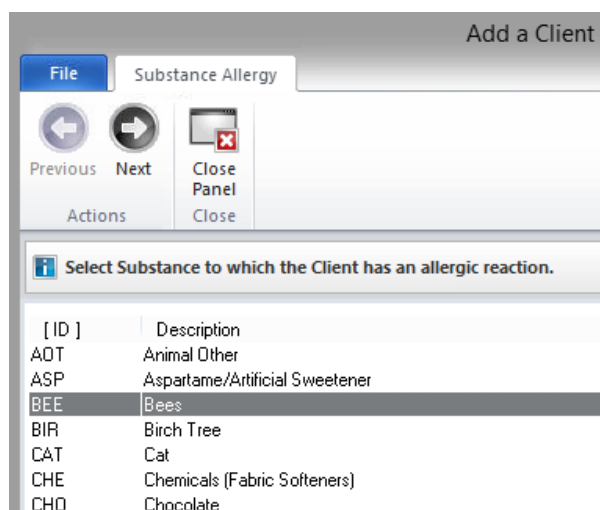 Add a Client
File
Substance Allergy
Previous
Next
Close
Panel
Actions
Close
Select Substance to which the Client has an allergic reaction.
[ ID ] Description
AOT Animal Other
ASP Aspartame/Artificial Sweetener
BEE Bees
BIR Birch Tree
CAT Cat
CHE Chemicals (Fabric Softeners)
CHO Chocolate